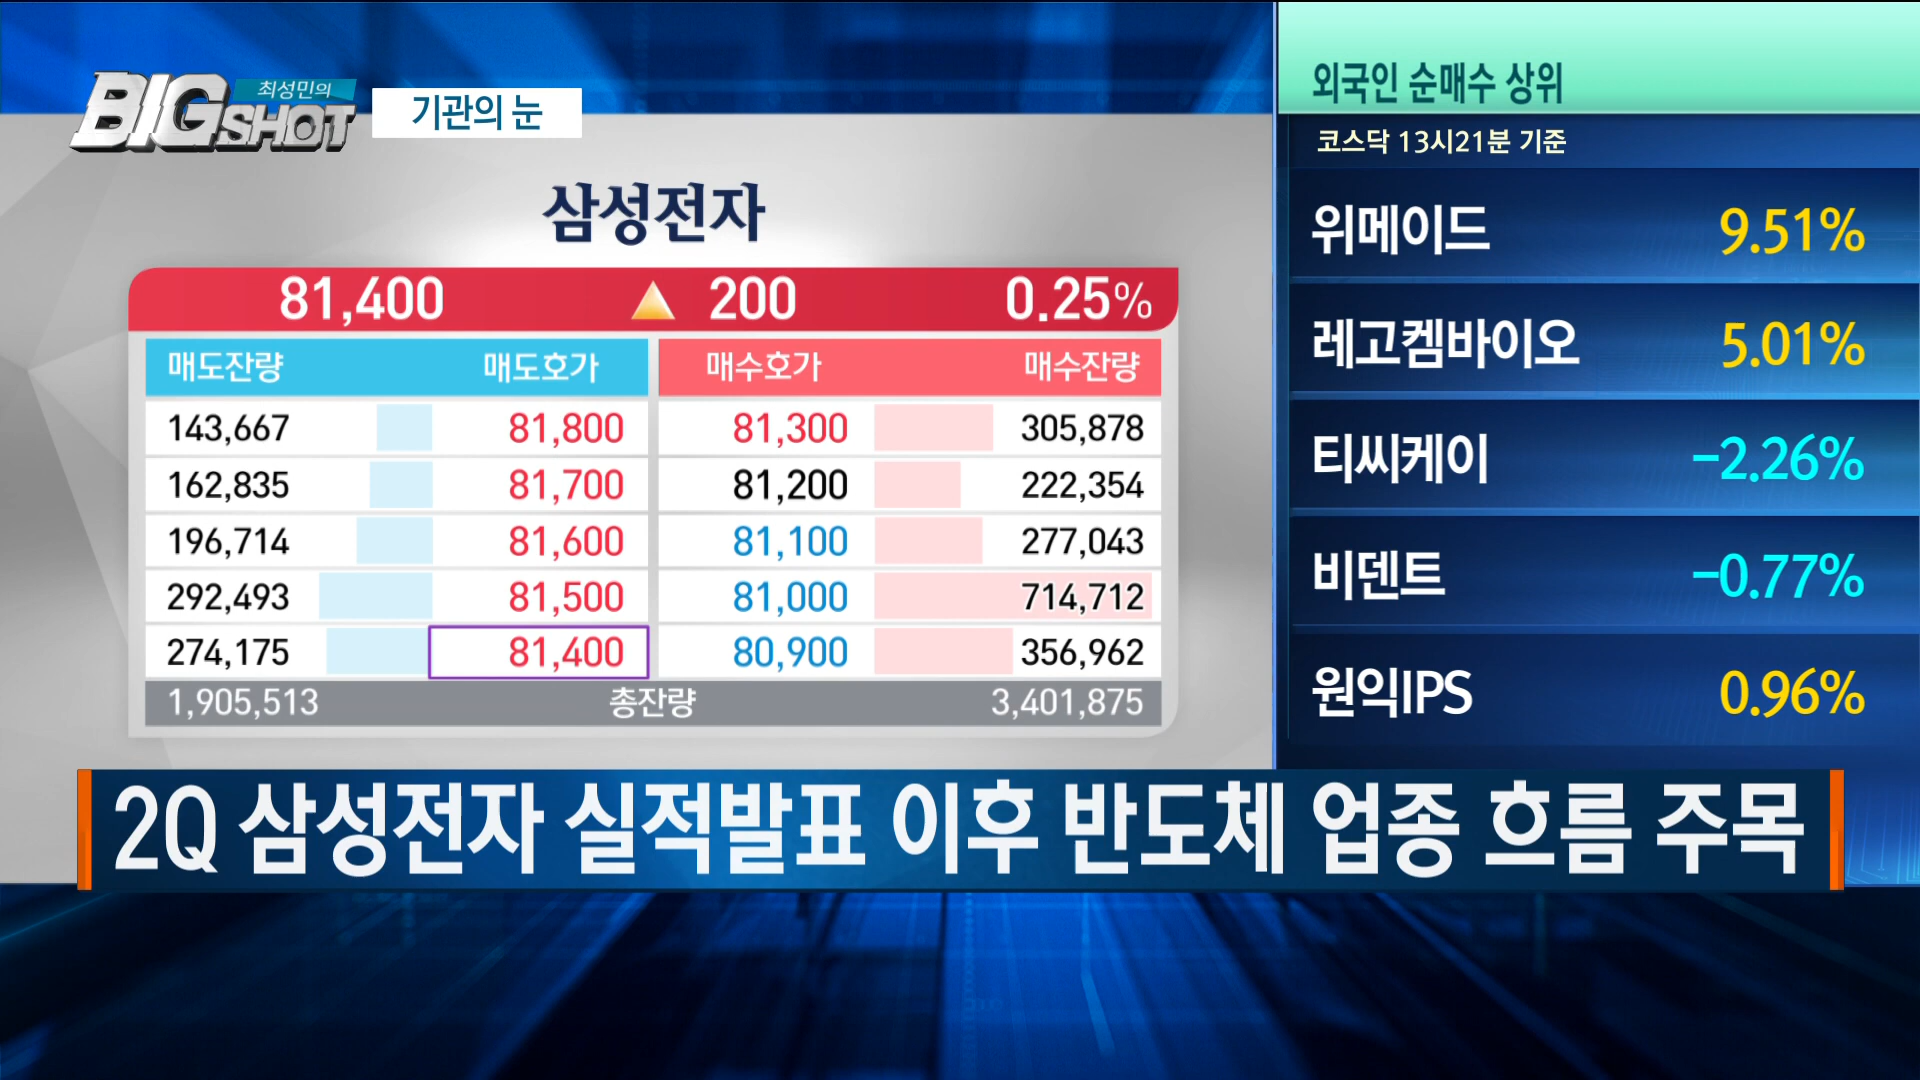 BIG SHOT
최성민의
기관의 눈
삼성전자
81,400 ▲ 200 0.25%
매도잔량 매도호가 매수호가 매수잔량
143,667 81,800 81,300 305,878
162,835 81,700 81,200 222,354
196,714 81,600 81,100 277,043
292,493 81,500 81,000 714,712
274,175 81,400 80,900 356,962
1,905,513 총잔량 3,401,875
외국인 순매수 상위
코스닥 13시21분 기준
위메이드 9.51%
레고켐바이오 5.01%
티씨케이 -2.26%
비덴트 -0.77%
원익IPS 0.96%
2Q 삼성전자 실적발표 이후 반도체 업종 흐름 주목